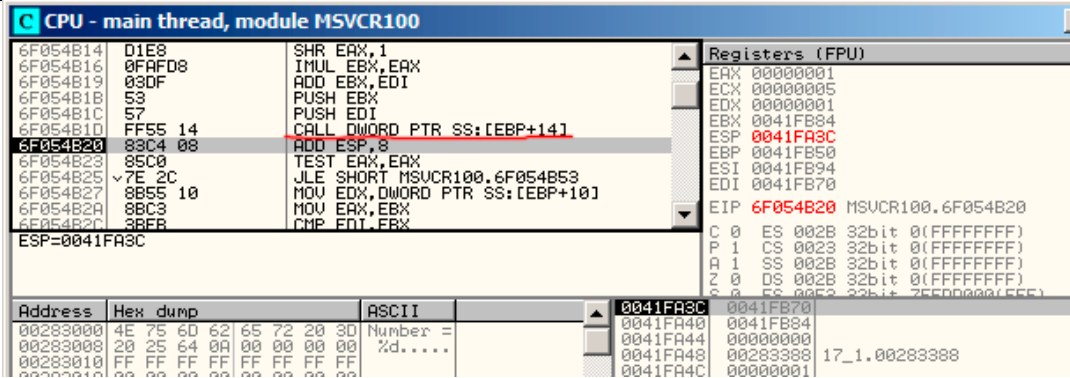 CPU - main thread, module MSVCR100
6F054B14 D1E8 SHR EAX,1
6F054B16 0FAFD8 IMUL EBX,EAX
6F054B19 03DF ADD EBX,EDI
6F054B1B 53 PUSH EBX
6F054B1C 57 PUSH EDI
6F054B1D FF55 14 CALL DWORD PTR SS:[EBP+14]
6F054B20 83C4 08 ADD ESP,8
6F054B23 85C0 TEST EAX,EAX
6F054B25 7E 2C JLE SHORT MSVCR100.6F054B53
6F054B27 8B55 10 MOV EDX,DWORD PTR SS:[EBP+10]
6F054B2A 8BC3 MOV EAX,EBX
6F054B2C 3BFB CMP EDI,EBX
ESP=0041FA3C
Registers (FPU)
EAX 00000001
ECX 00000005
EDX 00000001
EBX 0041FB84
ESP 0041FA3C
EBP 0041FB50
ESI 0041FB94
EDI 0041FB70
EIP 6F054B20 MSVCR100.6F054B20
C 0 ES 002B 32bit 0(FFFFFFFF)
P 1 CS 0023 32bit 0(FFFFFFFF)
A 1 SS 002B 32bit 0(FFFFFFFF)
Z 0 DS 002B 32bit 0(FFFFFFFF)
Address Hex dump ASCII
00283000 4E 75 6D 62 65 72 20 3D Number =
00283008 20 25 64 0A 00 00 00 00 %d.....
00283010 FF FF FF FF FF FF FF FF
0041FA3C 0041FB70
0041FA40 0041FB84
0041FA44 00000000
0041FA48 00283388 17_1.00283388
0041FA4C 00000001